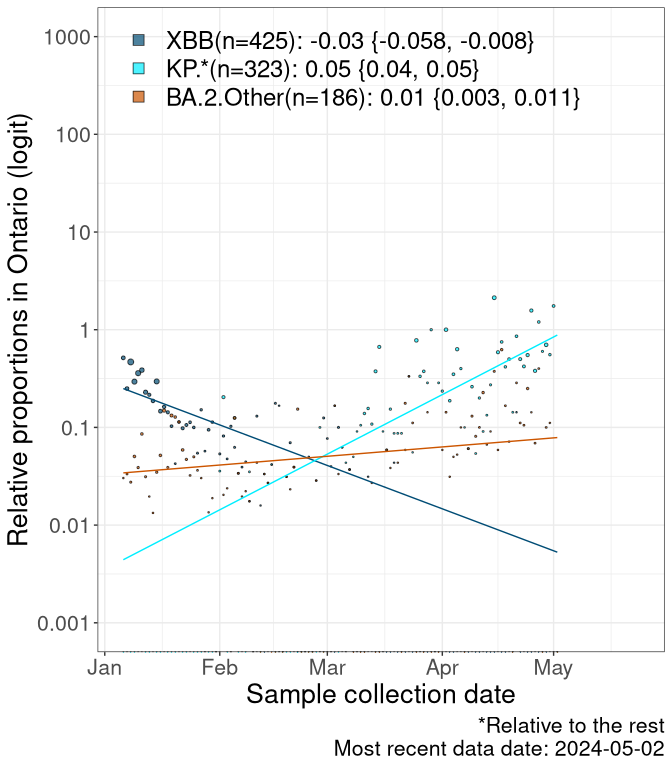 1000
100
10
1
0.1
0.01
0.001
Relative proportions in Ontario (logit)
XBB(n=425): -0.03 {-0.058, -0.008}
KP.*(n=323): 0.05 {0.04, 0.05}
BA.2.Other(n=186): 0.01 {0.003, 0.011}
Jan Feb Mar Apr May
Sample collection date
*Relative to the rest
Most recent data date: 2024-05-02